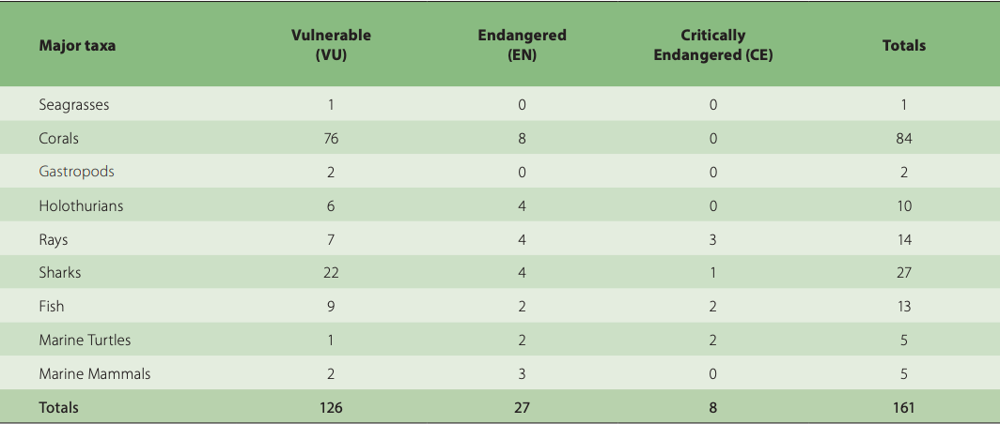 Major taxa Vulnerable (VU) Endangered (EN) Critically Endangered (CE) Totals
Seagrasses 1 0 0 1
Corals 76 8 0 84
Gastropods 2 0 0 2
Holothurians 6 4 0 10
Rays 7 4 3 14
Sharks 22 4 1 27
Fish 9 2 2 13
Marine Turtles 1 2 2 5
Marine Mammals 2 3 0 5
Totals 126 27 8 161